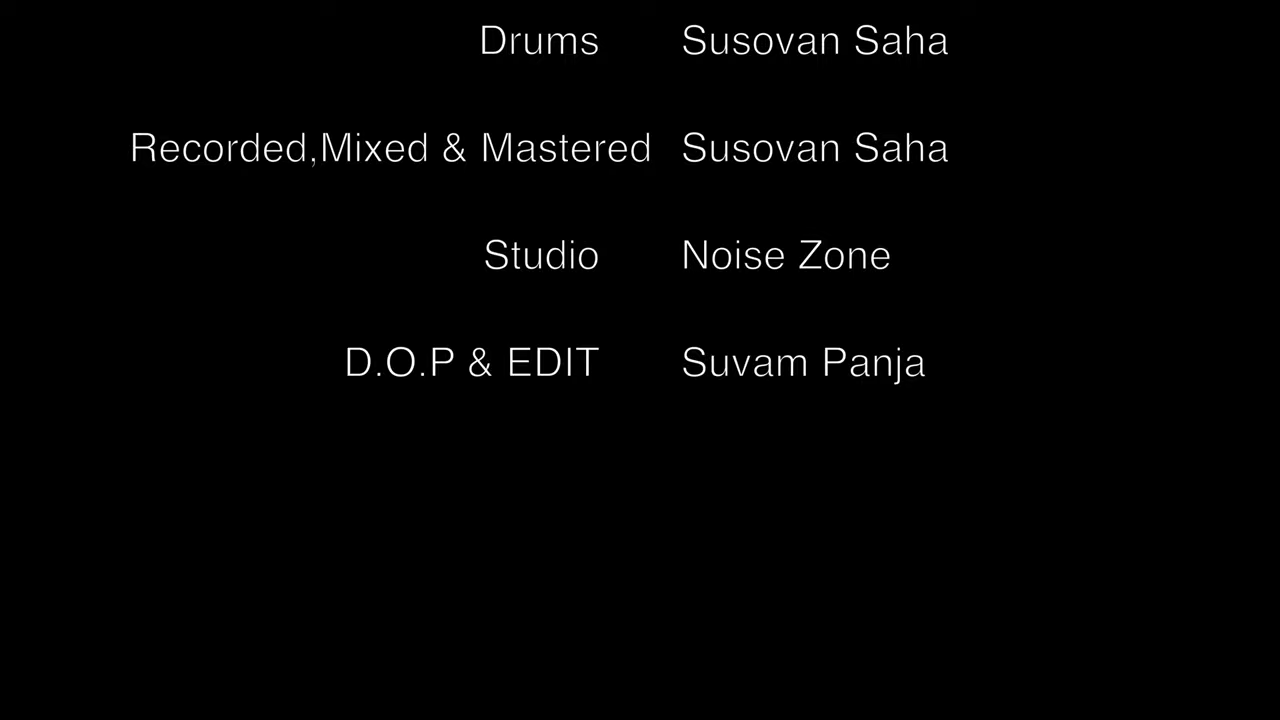 Drums Susovan Saha
Recorded,Mixed & Mastered Susovan Saha
Studio Noise Zone
D.O.P & EDIT Suvam Panja